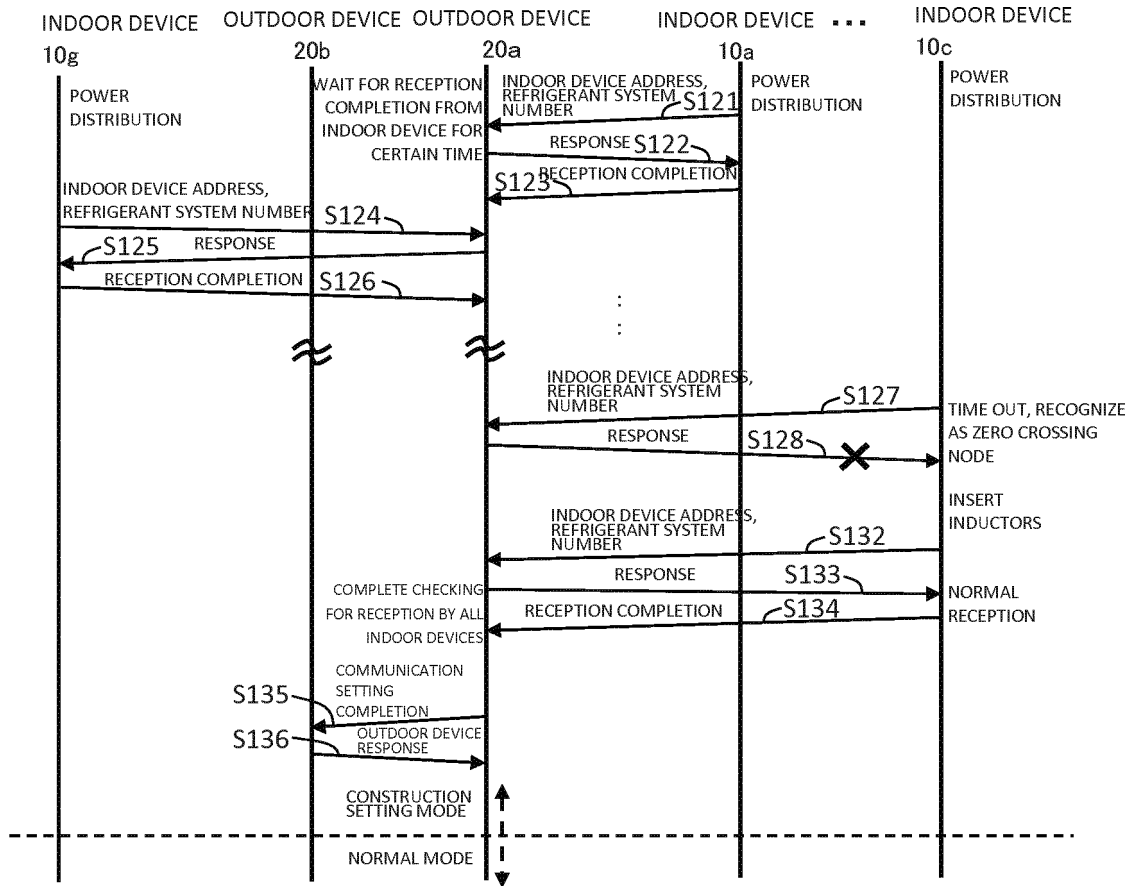 INDOOR DEVICE
10g
OUTDOOR DEVICE
20b
OUTDOOR DEVICE
20a
INDOOR DEVICE
10a
...
INDOOR DEVICE
10c
POWER
DISTRIBUTION
WAIT FOR RECEPTION
COMPLETION FROM
INDOOR DEVICE FOR
CERTAIN TIME
INDOOR DEVICE ADDRESS,
REFRIGERANT SYSTEM
NUMBER
S121
POWER
DISTRIBUTION
POWER
DISTRIBUTION
RESPONSE
S122
RECEPTION COMPLETION
S123
INDOOR DEVICE ADDRESS,
REFRIGERANT SYSTEM NUMBER
S124
S125
RESPONSE
RECEPTION COMPLETION
S126
INDOOR DEVICE ADDRESS,
REFRIGERANT SYSTEM
NUMBER
S127
TIME OUT, RECOGNIZE
AS ZERO CROSSING
NODE
RESPONSE
S128
INSERT
INDUCTORS
INDOOR DEVICE ADDRESS,
REFRIGERANT SYSTEM
NUMBER
S132
RESPONSE
S133
NORMAL
RECEPTION
COMPLETE CHECKING
FOR RECEPTION BY ALL
INDOOR DEVICES
RECEPTION COMPLETION
S134
COMMUNICATION
SETTING
COMPLETION
S135
OUTDOOR DEVICE
RESPONSE
S136
CONSTRUCTION
SETTING MODE
NORMAL MODE